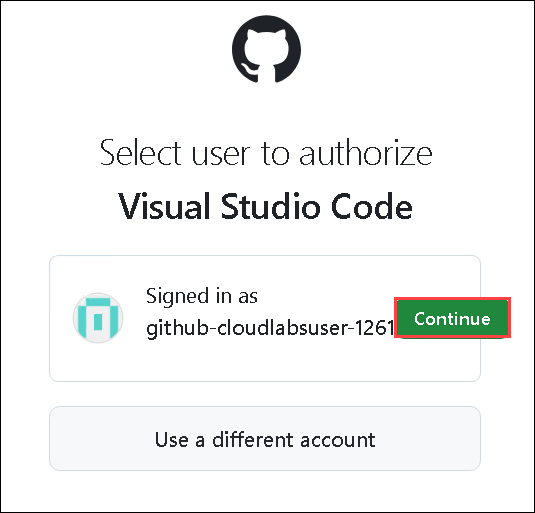 Select user to authorize
Visual Studio Code
Signed in as
github-cloudlabsuser-1261
Continue
Use a different account